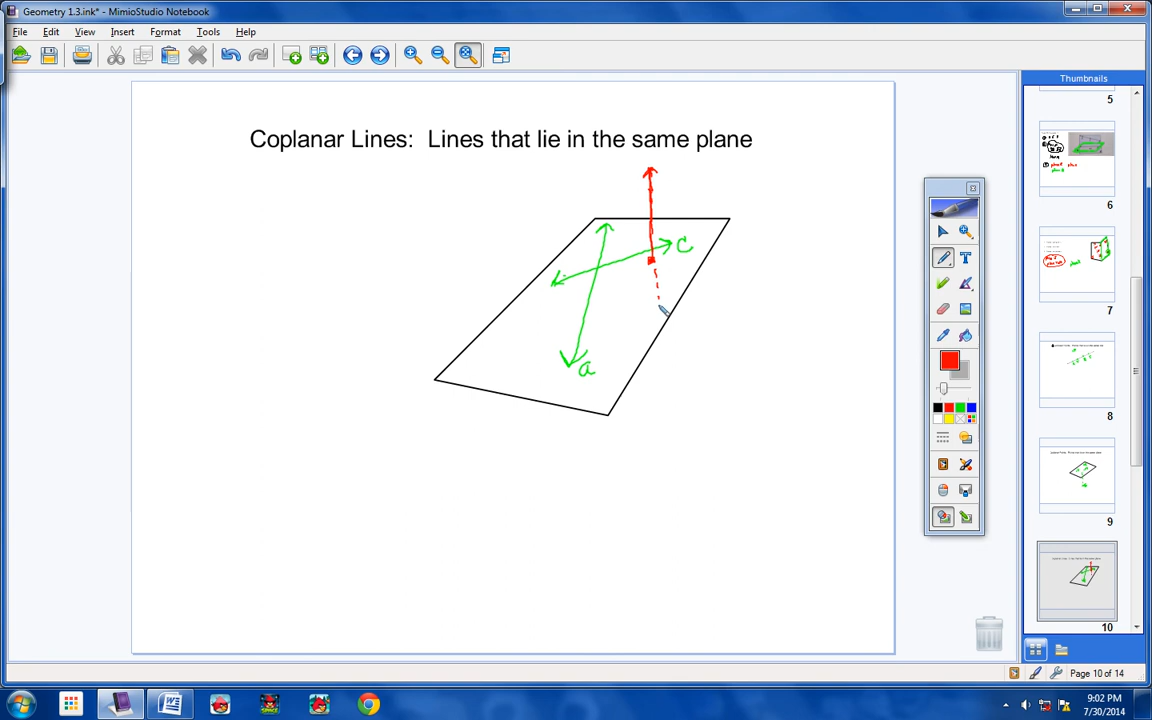 Geometry 1.3.ink* - MimioStudio Notebook
File Edit View Insert Format Tools Help
Thumbnails
Coplanar Lines: Lines that lie in the same plane
c
a
5
6
7
8
9
10
Page 10 of 14
9:02 PM
7/30/2014